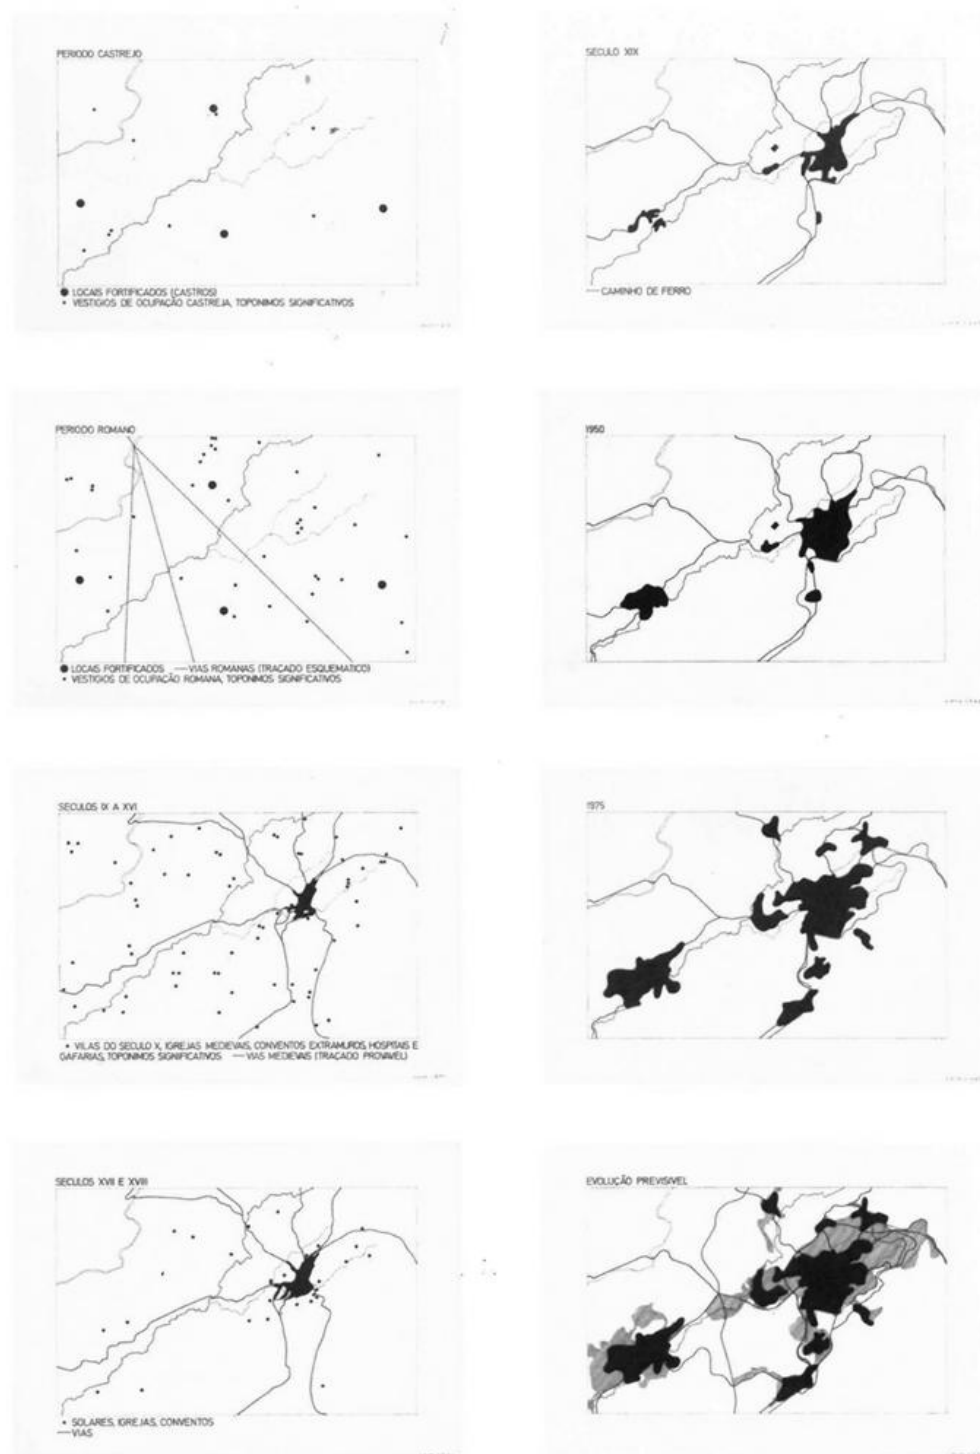 PERIODO CASTREJO
LOCAIS FORTIFICADOS (CASTROS)
VESTIGIOS DE OCUPAÇÃO CASTREJA, TOPONIMOS SIGNIFICATIVOS
PERIODO ROMANO
LOCAIS FORTIFICADOS — VIAS ROMANAS (TRAÇADO ESQUEMATICO)
VESTIGIOS DE OCUPAÇÃO ROMANA, TOPONIMOS SIGNIFICATIVOS
SECULOS IX A XVI
VILAS DO SECULO X, IGREJAS MEDIEVAIS, CONVENTOS EXTRAMUROS, HOSPITAIS E
GAFARIAS, TOPONIMOS SIGNIFICATIVOS — VIAS MEDIEVAIS (TRAÇADO PROVAVEL)
SECULOS XVII E XVIII
SOLARES, IGREJAS, CONVENTOS
VIAS
SECULO XIX
CAMINHO DE FERRO
1950
1975
EVOLUÇÃO PREVISIVEL